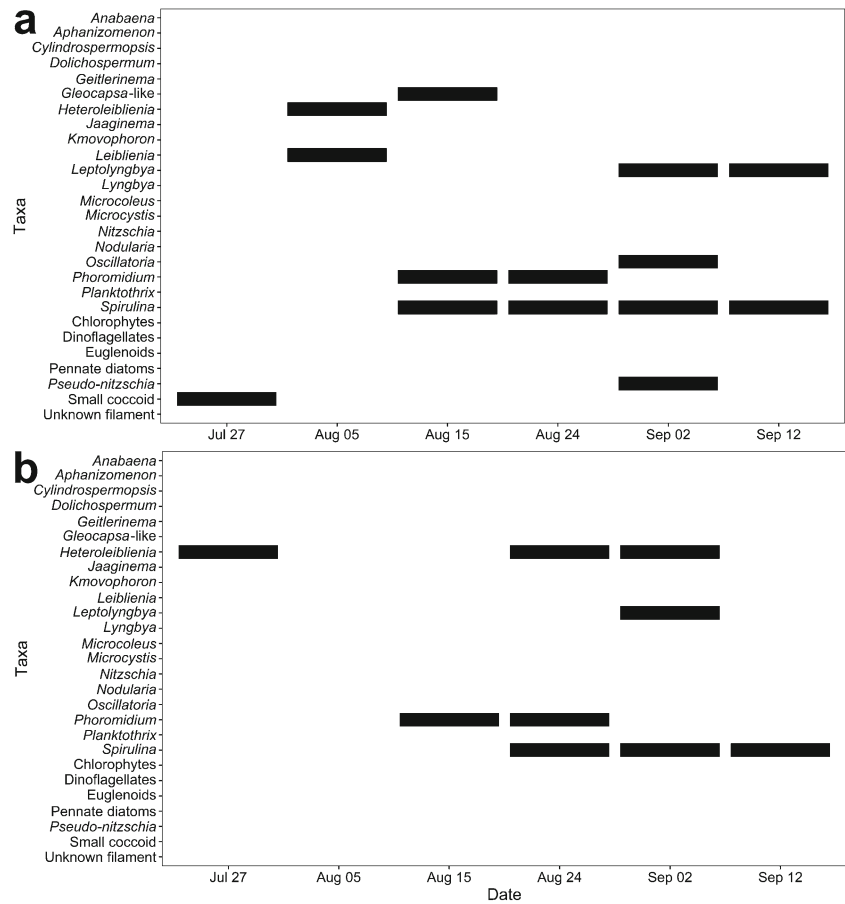 a
Anabaena
Aphanizomenon
Cylindrospermopsis
Dolichospermum
Geitlerinema
Gleocapsa-like
Heteroleiblienia
Jaaginema
Kmovophoron
Leiblienia
Leptolyngbya
Lyngbya
Microcoleus
Microcystis
Nitzschia
Nodularia
Oscillatoria
Phoromidium
Planktothrix
Spirulina
Chlorophytes
Dinoflagellates
Euglenoids
Pennate diatoms
Pseudo-nitzschia
Small coccoid
Unknown filament
Taxa
Jul 27 Aug 05 Aug 15 Aug 24 Sep 02 Sep 12
b
Anabaena
Aphanizomenon
Cylindrospermopsis
Dolichospermum
Geitlerinema
Gleocapsa-like
Heteroleiblienia
Jaaginema
Kmovophoron
Leiblienia
Leptolyngbya
Lyngbya
Microcoleus
Microcystis
Nitzschia
Nodularia
Oscillatoria
Phoromidium
Planktothrix
Spirulina
Chlorophytes
Dinoflagellates
Euglenoids
Pennate diatoms
Pseudo-nitzschia
Small coccoid
Unknown filament
Taxa
Jul 27 Aug 05 Aug 15 Aug 24 Sep 02 Sep 12
Date